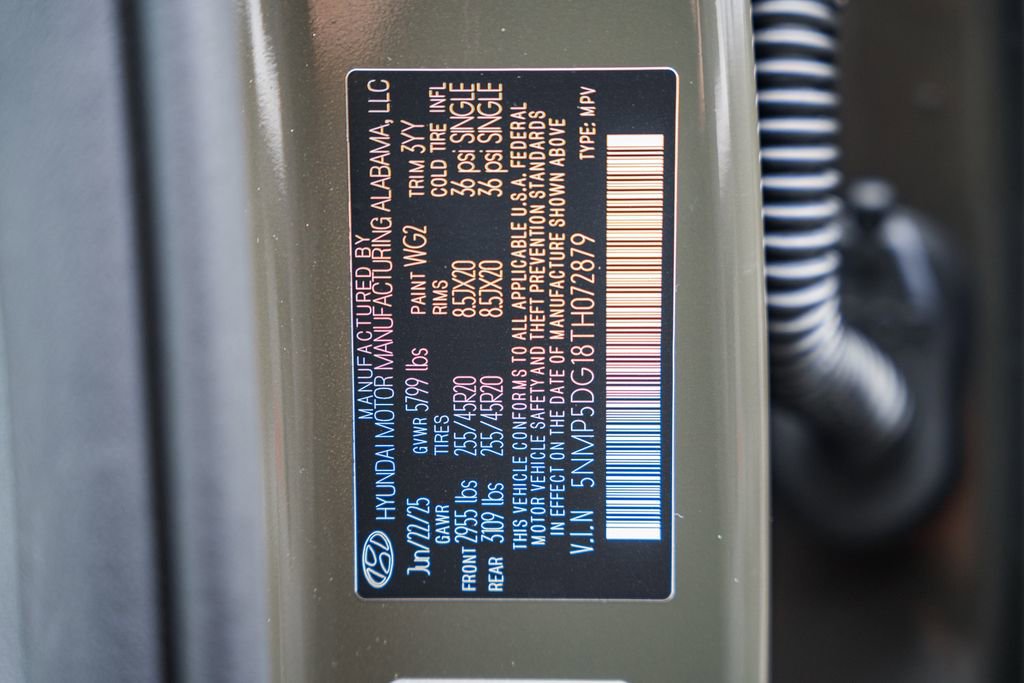 MANUFACTURED BY
HYUNDAI MOTOR MANUFACTURING ALABAMA, LLC
Jun/22/25 GVWR 5799 lbs PAINT WG2 TRIM 3YY
GAWR TIRES RIMS COLD TIRE INFL
FRONT 2955 lbs 255/45R20 8.5JX20 36 psi SINGLE
REAR 3109 lbs 255/45R20 8.5JX20 36 psi SINGLE
THIS VEHICLE CONFORMS TO ALL APPLICABLE U.S.A. FEDERAL
MOTOR VEHICLE SAFETY AND THEFT PREVENTION STANDARDS
IN EFFECT ON THE DATE OF MANUFACTURE SHOWN ABOVE
V.I.N 5NMP5DG18TH072879 TYPE: MPV